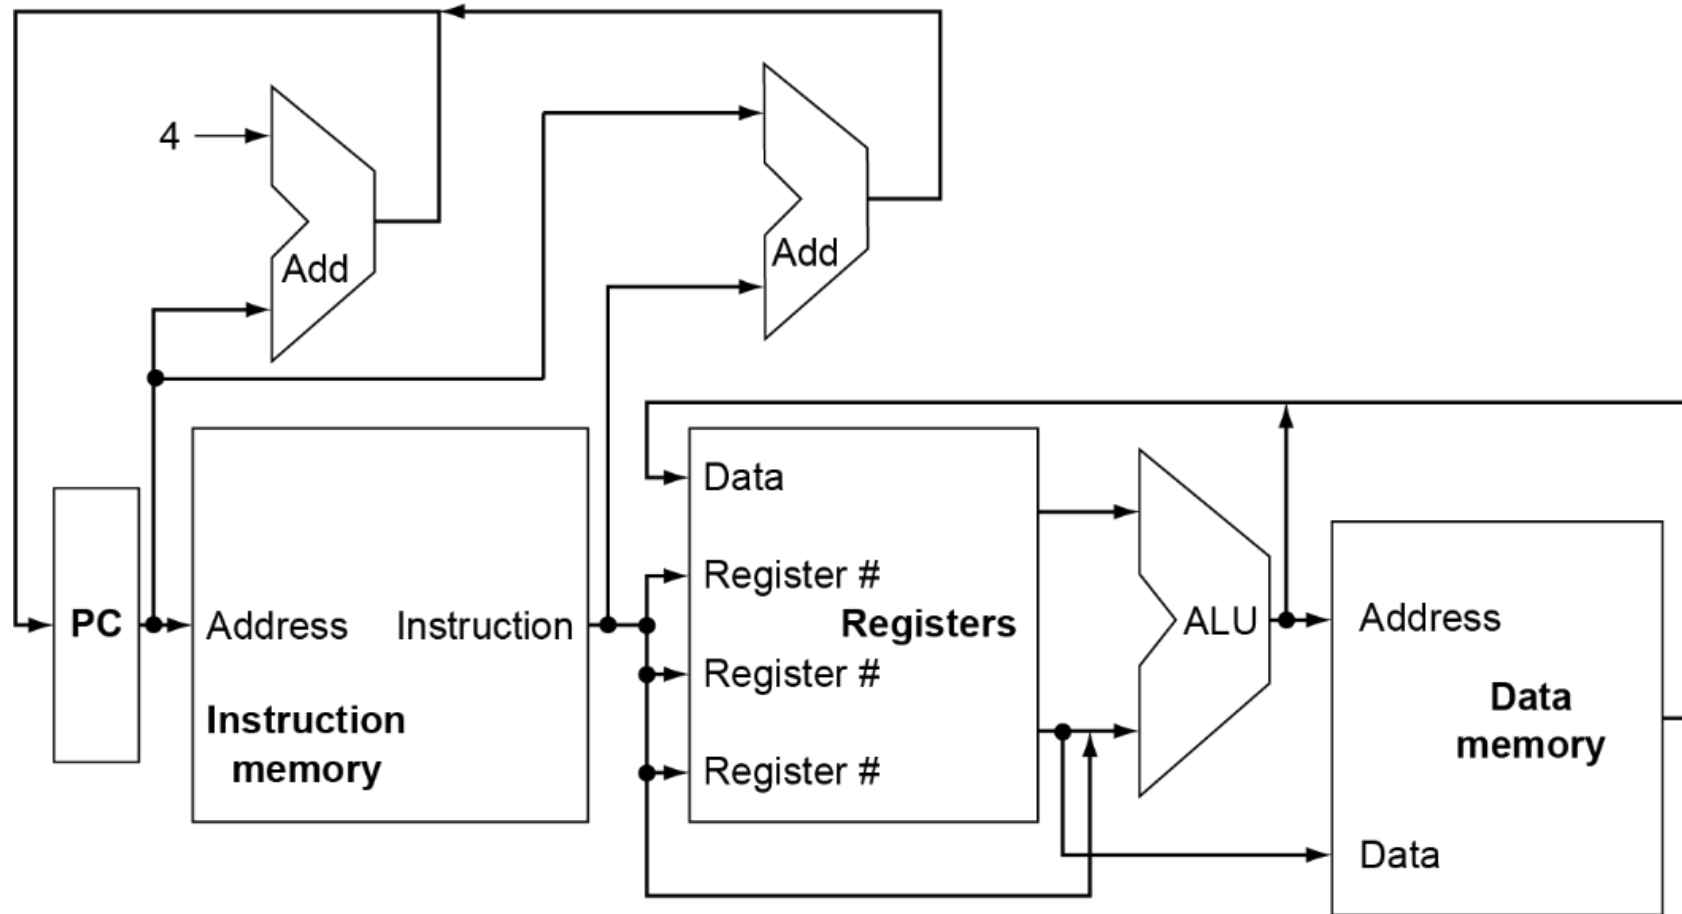 4
Add
Add
Data
Register #
PC
Address
Instruction
Registers
ALU
Address
Register #
Instruction
memory
Data
memory
Register #
Data